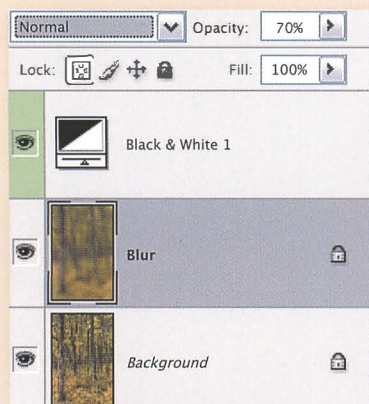 Normal Opacity: 70%
Lock: Fill: 100%
Black & White 1
Blur
Background